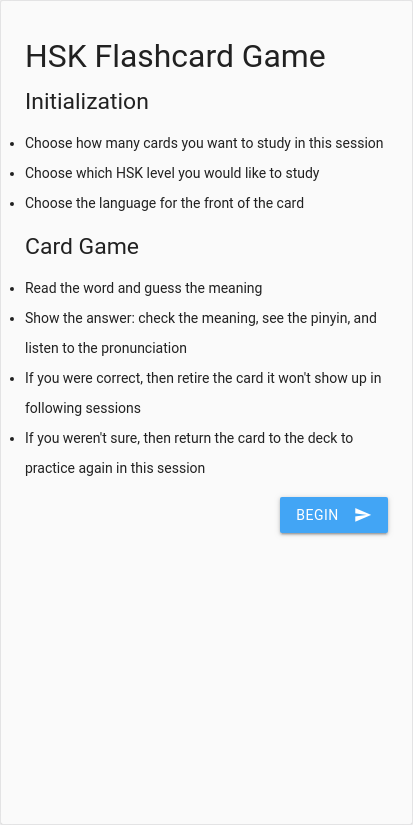 HSK Flashcard Game
Initialization
Choose how many cards you want to study in this session
Choose which HSK level you would like to study
Choose the language for the front of the card
Card Game
Read the word and guess the meaning
Show the answer: check the meaning, see the pinyin, and
listen to the pronunciation
If you were correct, then retire the card it won't show up in
following sessions
If you weren't sure, then return the card to the deck to
practice again in this session
BEGIN